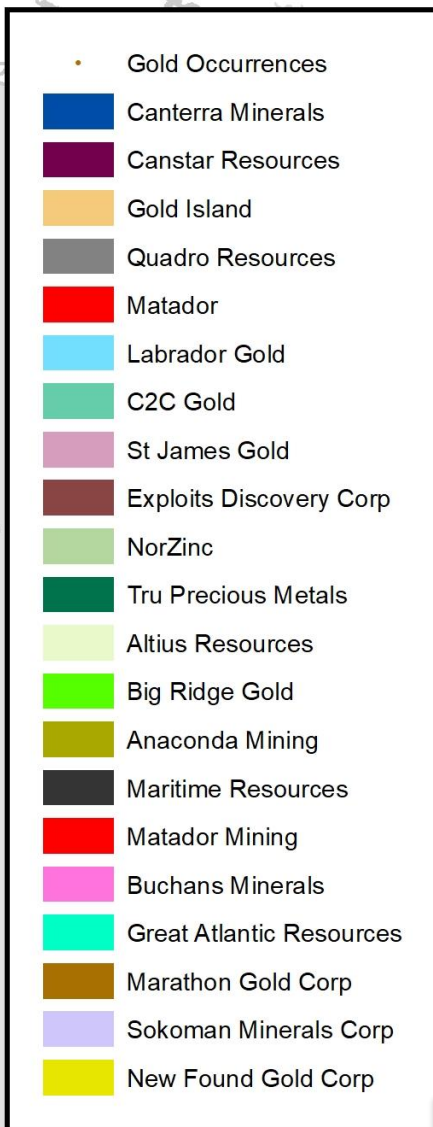 Gold Occurrences
Canterra Minerals
Canstar Resources
Gold Island
Quadro Resources
Matador
Labrador Gold
C2C Gold
St James Gold
Exploits Discovery Corp
NorZinc
Tru Precious Metals
Altius Resources
Big Ridge Gold
Anaconda Mining
Maritime Resources
Matador Mining
Buchans Minerals
Great Atlantic Resources
Marathon Gold Corp
Sokoman Minerals Corp
New Found Gold Corp